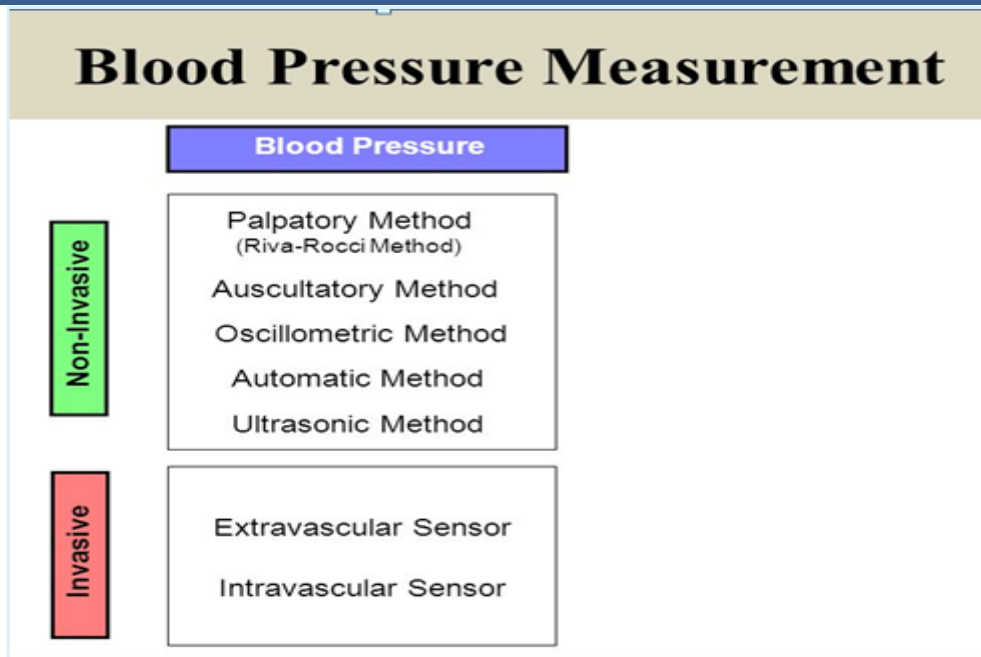 Blood Pressure Measurement
Blood Pressure
Non-Invasive
Palpatory Method
(Riva-Rocci Method)
Auscultatory Method
Oscillometric Method
Automatic Method
Ultrasonic Method
Invasive
Extravascular Sensor
Intravascular Sensor